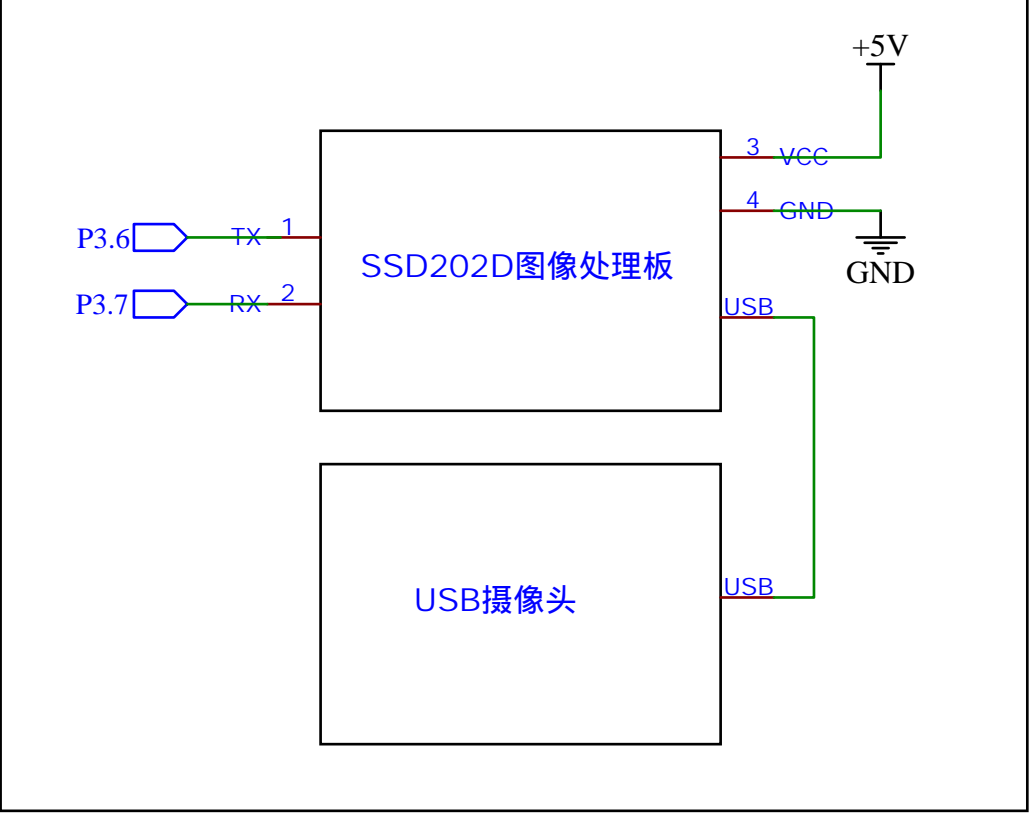 +5V
3 VCC
4 GND
P3.6 TX 1
SSD202D图像处理板
GND
P3.7 RX 2
USB
USB摄像头
USB